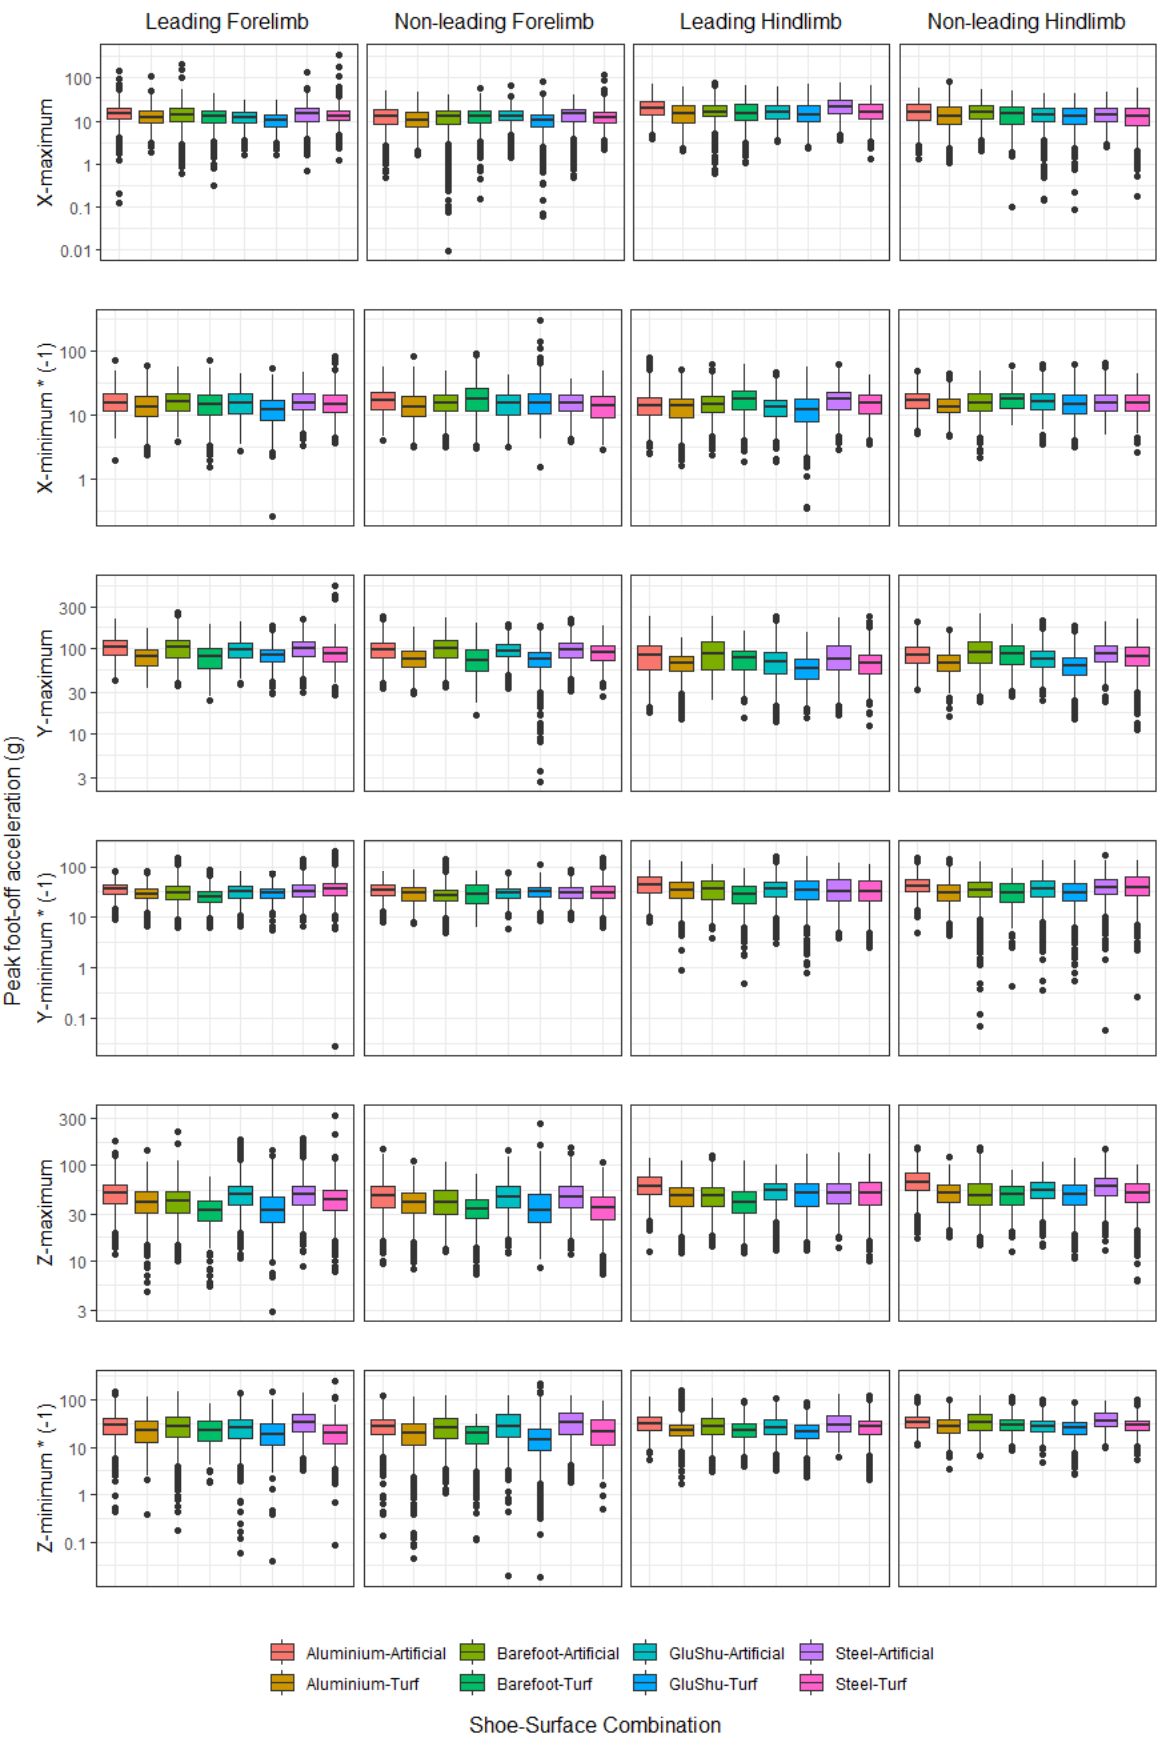 Leading Forelimb Non-leading Forelimb Leading Hindlimb Non-leading Hindlimb
X-maximum
100
10
1
0.1
0.01
X-minimum * (-1)
100
10
1
Y-maximum
300
100
30
10
3
Peak foot-off acceleration (g)
Y-minimum * (-1)
100
10
1
0.1
Z-maximum
300
100
30
10
3
Z-minimum * (-1)
100
10
1
0.1
Aluminium-Artificial Barefoot-Artificial GluShu-Artificial Steel-Artificial
Aluminium-Turf Barefoot-Turf GluShu-Turf Steel-Turf
Shoe-Surface Combination